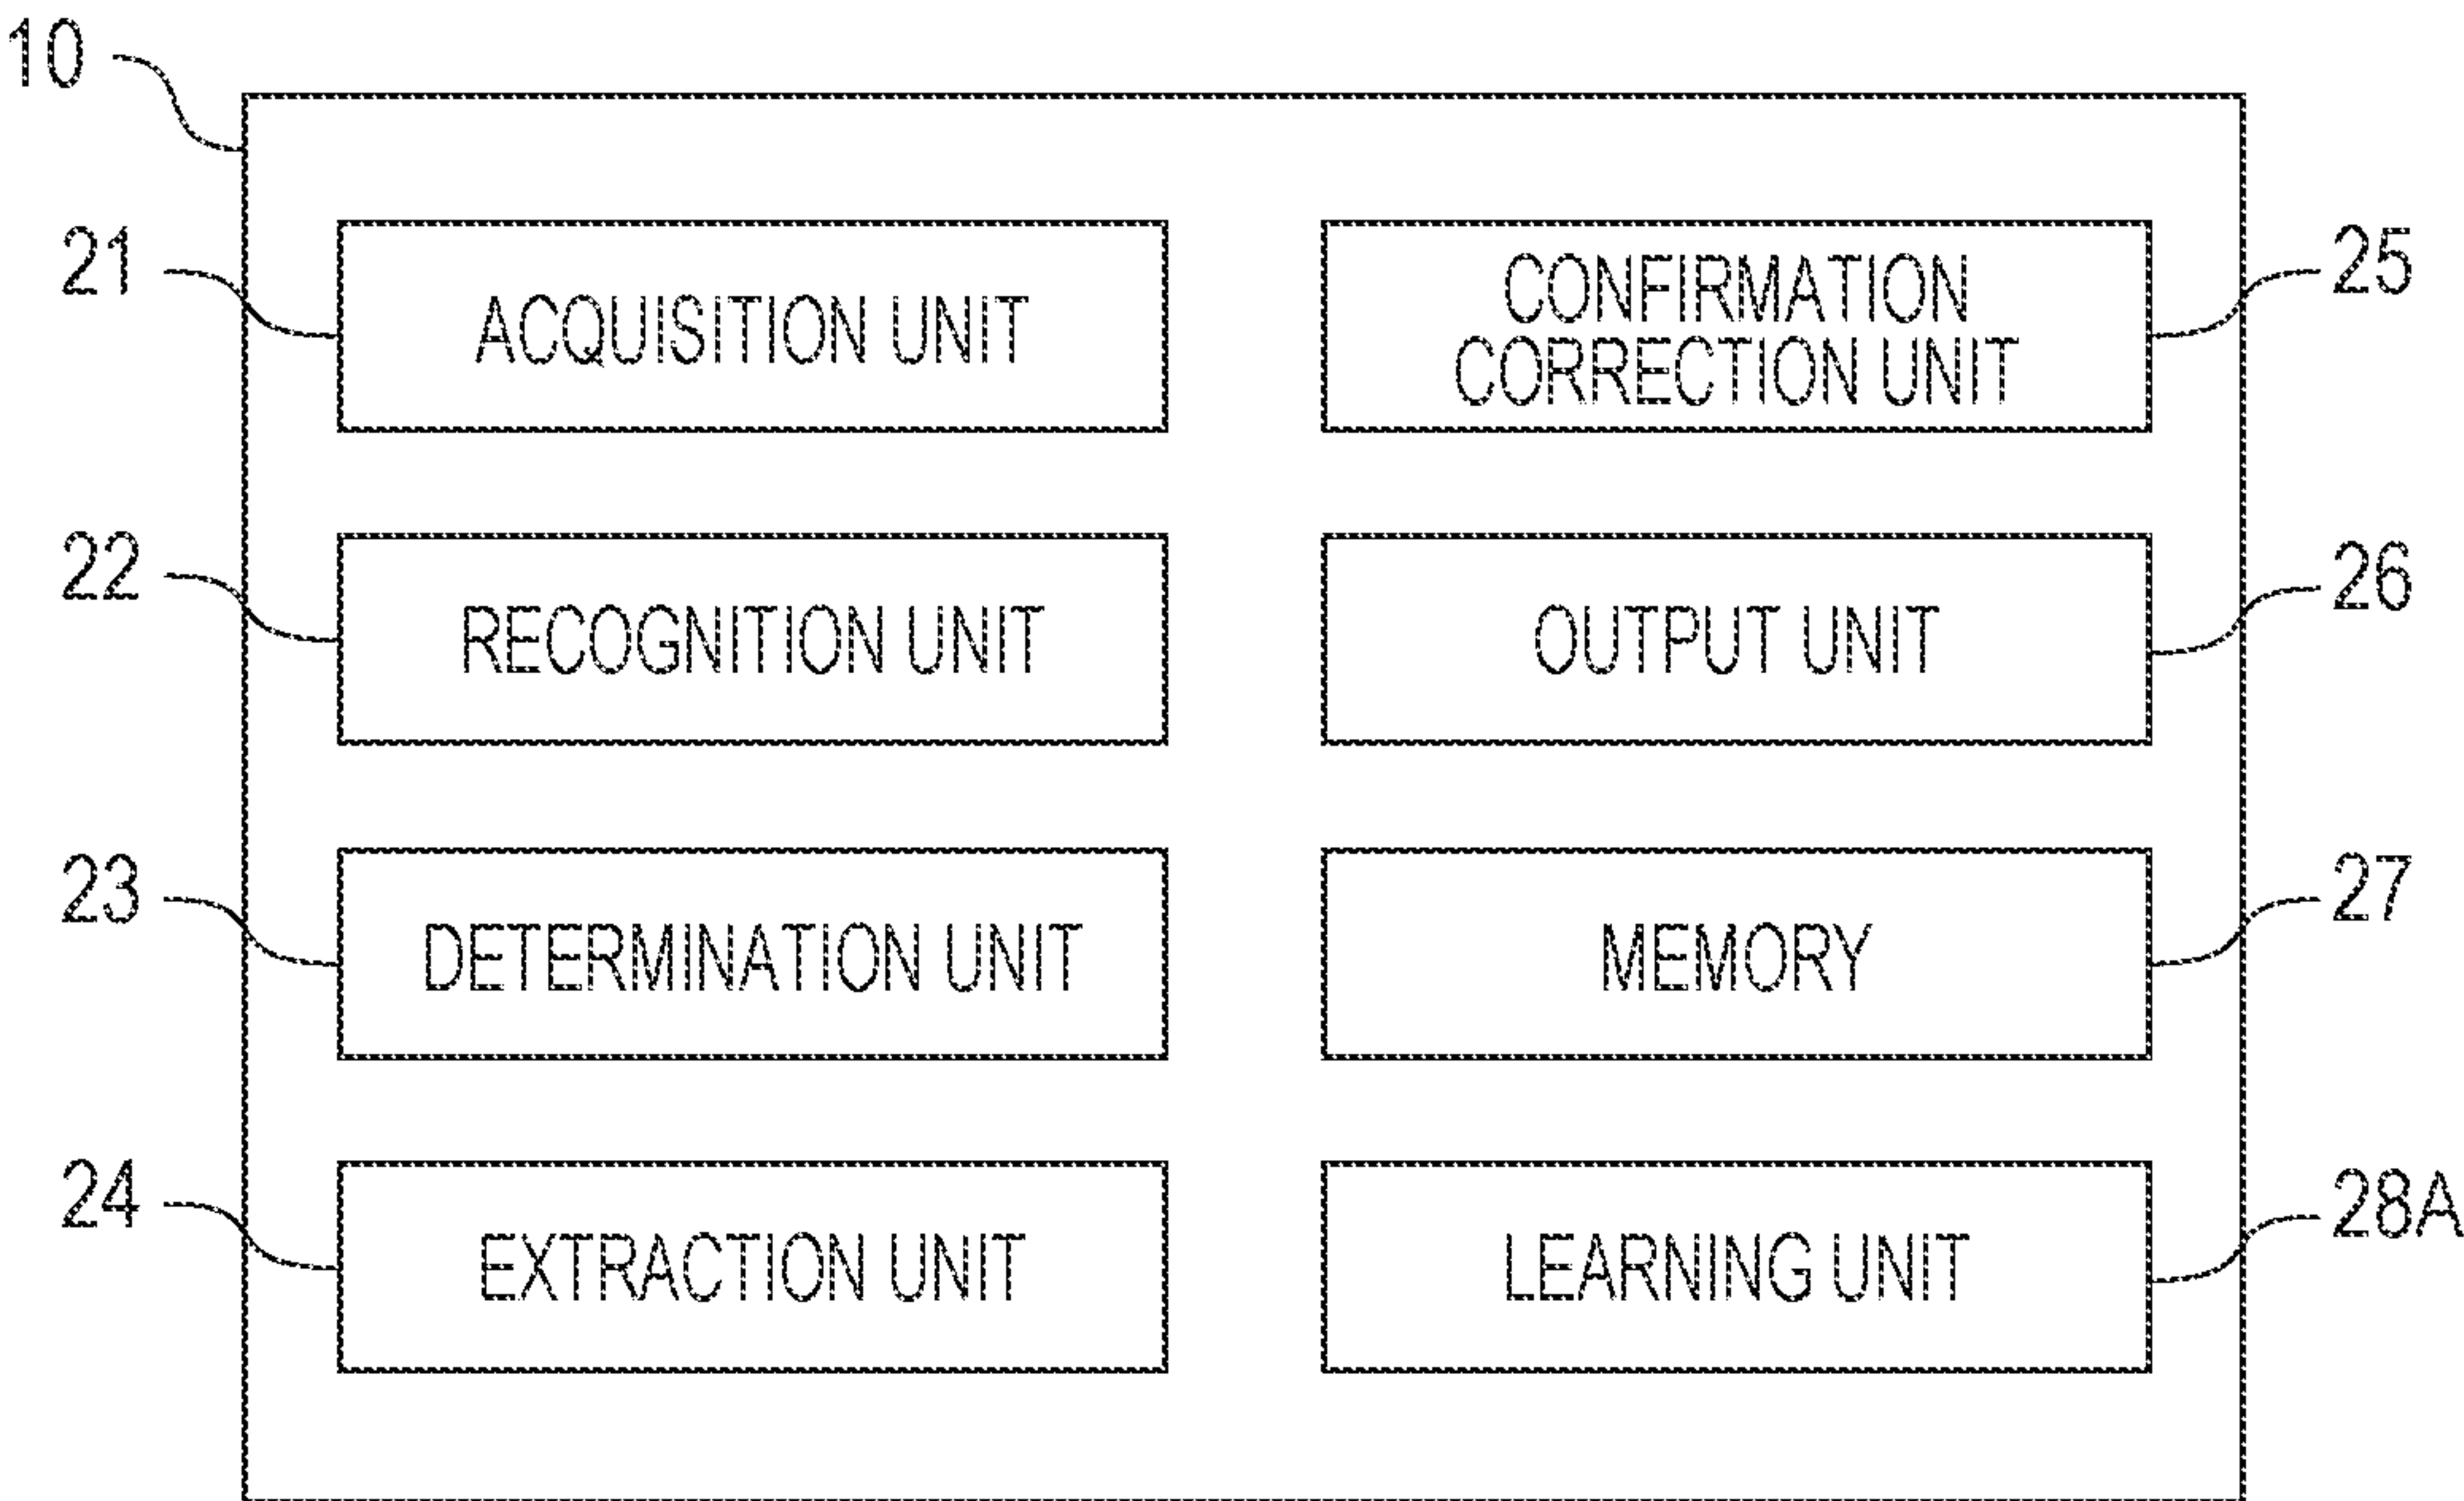 10
21
ACQUISITION UNIT
CONFIRMATION
CORRECTION UNIT
25
22
RECOGNITION UNIT
OUTPUT UNIT
26
23
DETERMINATION UNIT
MEMORY
27
24
EXTRACTION UNIT
LEARNING UNIT
28A